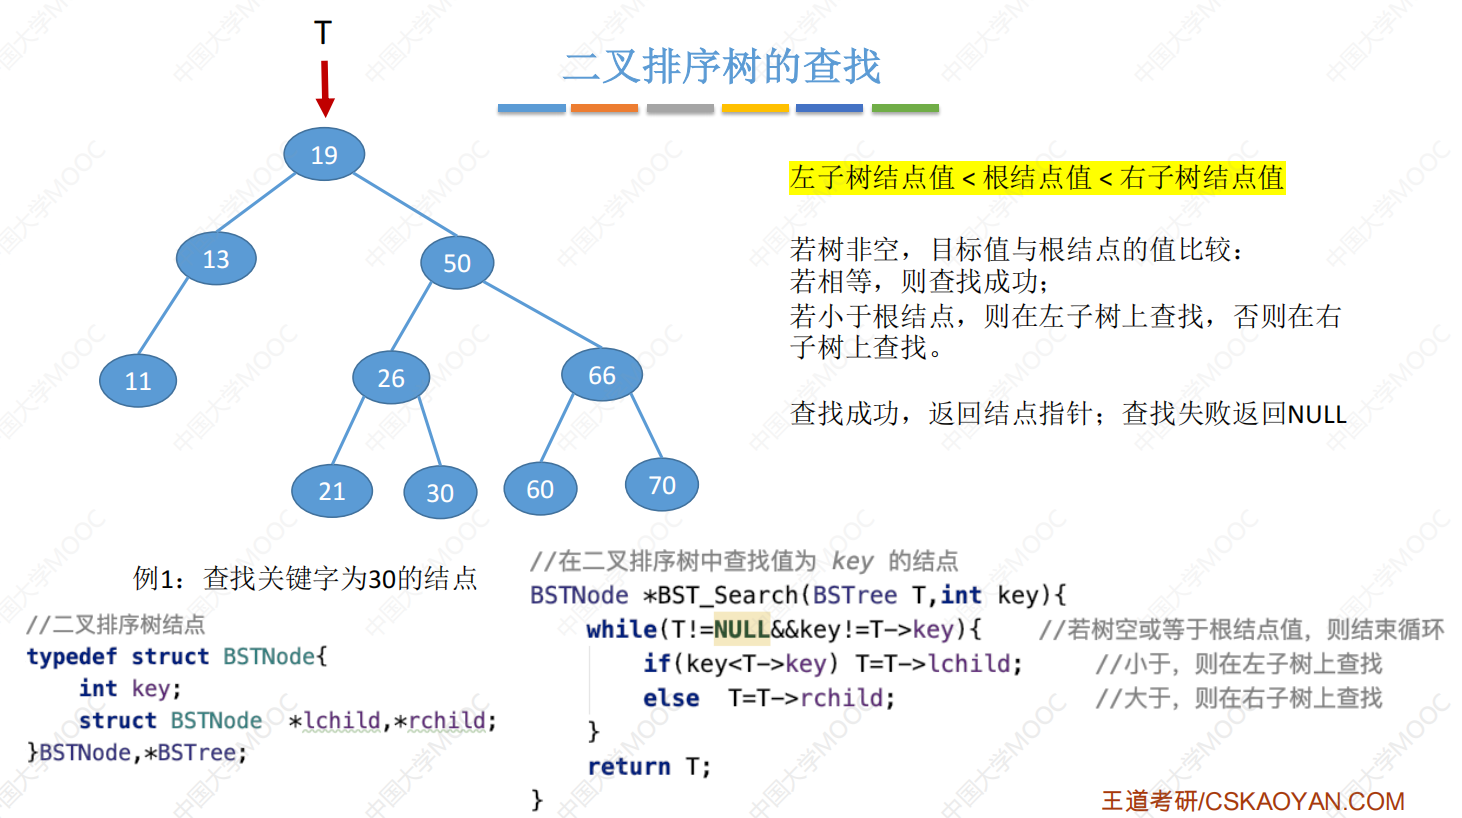 T
二叉排序树的查找
19
13
50
11
26
66
21
30
60
70
左子树结点值 < 根结点值 < 右子树结点值
若树非空，目标值与根结点的值比较：
若相等，则查找成功；
若小于根结点，则在左子树上查找，否则在右
子树上查找。
查找成功，返回结点指针；查找失败返回NULL
例1：查找关键字为30的结点
//二叉排序树结点
typedef struct BSTNode{
    int key;
    struct BSTNode  *lchild,*rchild;
}BSTNode,*BSTree;
//在二叉排序树中查找值为 key 的结点
BSTNode *BST_Search(BSTree T,int key){
    while(T!=NULL&&key!=T->key){    //若树空或等于根结点值，则结束循环
        if(key<T->key) T=T->lchild;     //小于，则在左子树上查找
        else  T=T->rchild;              //大于，则在右子树上查找
    }
    return T;
}
王道考研/CSKAOYAN.COM
中国大学MOOC